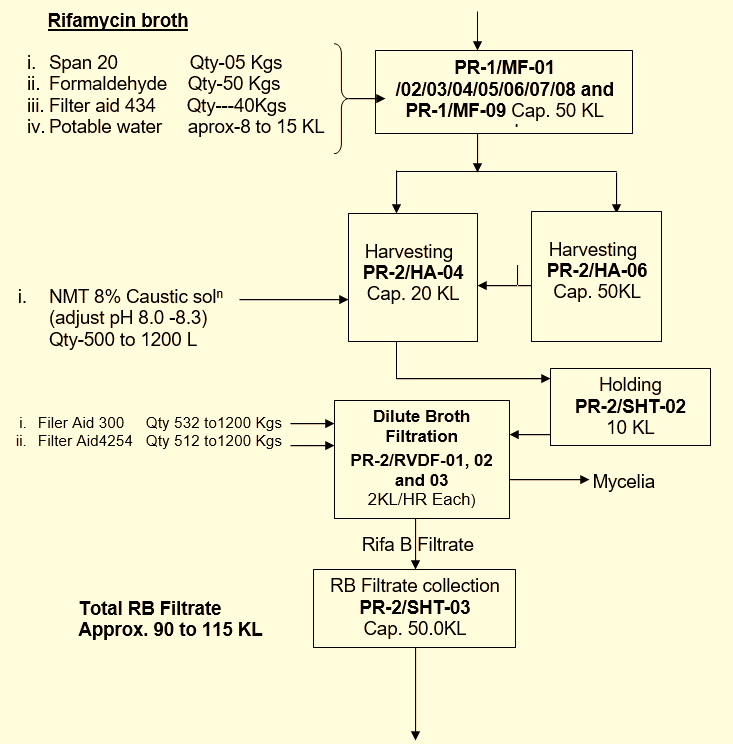 Rifamycin broth
i. Span 20 Qty-05 Kgs
ii. Formaldehyde Qty-50 Kgs
iii. Filter aid 434 Qty---40Kgs
iv. Potable water aprox-8 to 15 KL
PR-1/MF-01
/02/03/04/05/06/07/08 and
PR-1/MF-09 Cap. 50 KL
Harvesting
PR-2/HA-04
Cap. 20 KL
Harvesting
PR-2/HA-06
Cap. 50KL
i. NMT 8% Caustic solⁿ
(adjust pH 8.0 -8.3)
Qty-500 to 1200 L
Holding
PR-2/SHT-02
10 KL
i. Filer Aid 300 Qty 532 to1200 Kgs
ii. Filter Aid4254 Qty 512 to1200 Kgs
Dilute Broth
Filtration
PR-2/RVDF-01, 02
and 03
2KL/HR Each)
Mycelia
Rifa B Filtrate
RB Filtrate collection
PR-2/SHT-03
Cap. 50.0KL
Total RB Filtrate
Approx. 90 to 115 KL